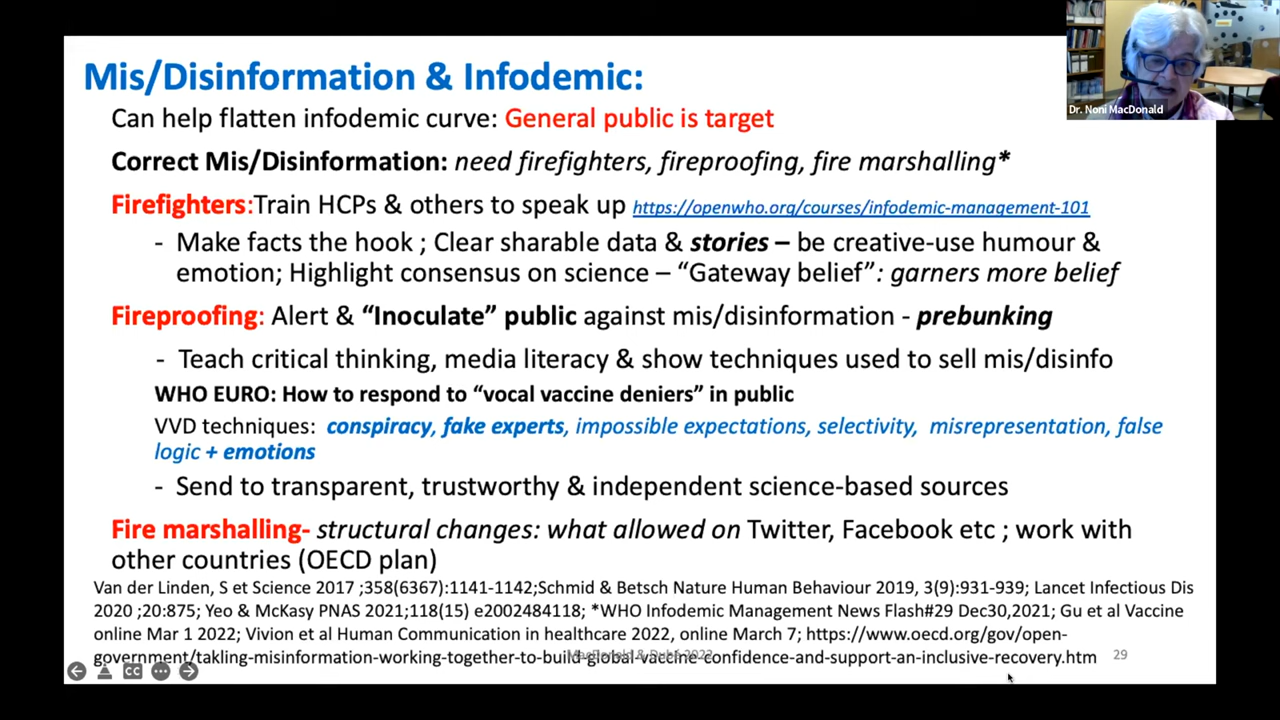 Mis/Disinformation & Infodemic:
Dr. Noni MacDonald
Can help flatten infodemic curve: General public is target
Correct Mis/Disinformation: need firefighters, fireproofing, fire marshalling*
Firefighters:Train HCPs & others to speak up https://openwho.org/courses/infodemic-management-101
- Make facts the hook ; Clear sharable data & stories – be creative-use humour &
emotion; Highlight consensus on science – “Gateway belief”: garners more belief
Fireproofing: Alert & “Inoculate” public against mis/disinformation - prebunking
- Teach critical thinking, media literacy & show techniques used to sell mis/disinfo
WHO EURO: How to respond to “vocal vaccine deniers” in public
VVD techniques: conspiracy, fake experts, impossible expectations, selectivity, misrepresentation, false
logic + emotions
- Send to transparent, trustworthy & independent science-based sources
Fire marshalling- structural changes: what allowed on Twitter, Facebook etc ; work with
other countries (OECD plan)
Van der Linden, S et Science 2017 ;358(6367):1141-1142;Schmid & Betsch Nature Human Behaviour 2019, 3(9):931-939; Lancet Infectious Dis
2020 ;20:875; Yeo & McKasy PNAS 2021;118(15) e2002484118; *WHO Infodemic Management News Flash#29 Dec30,2021; Gu et al Vaccine
online Mar 1 2022; Vivion et al Human Communication in healthcare 2022, online March 7; https://www.oecd.org/gov/open-
government/takling-misinformation-working-together-to-build-global-vaccine-confidence-and-support-an-inclusive-recovery.htm
MacDonald & Dubé 2022
29
CC